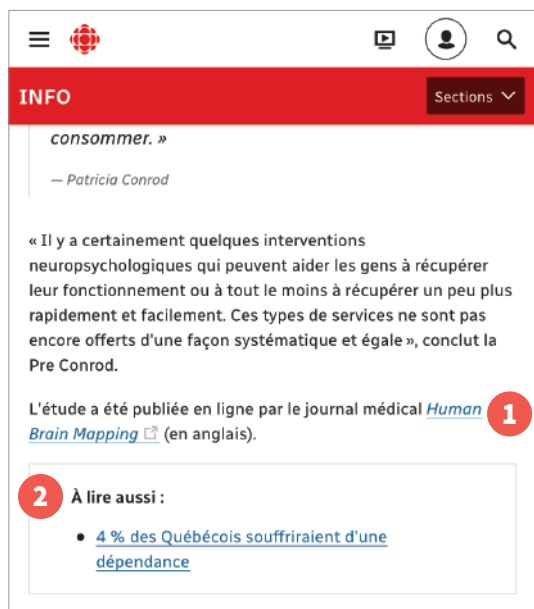 INFO
Sections
consommer. »
— Patricia Conrod
« Il y a certainement quelques interventions
neuropsychologiques qui peuvent aider les gens à récupérer
leur fonctionnement ou à tout le moins à récupérer un peu plus
rapidement et facilement. Ces types de services ne sont pas
encore offerts d'une façon systématique et égale », conclut la
Pre Conrod.
L'étude a été publiée en ligne par le journal médical Human 1
Brain Mapping (en anglais).
2 À lire aussi :
• 4 % des Québécois souffriraient d'une
dépendance